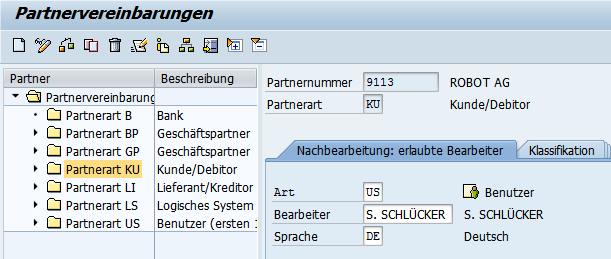 Partnervereinbarungen
Partner Beschreibung
Partnervereinbarung
Partnerart B Bank
Partnerart BP Geschäftspartner
Partnerart GP Geschäftspartner
Partnerart KU Kunde/Debitor
Partnerart LI Lieferant/Kreditor
Partnerart LS Logisches System
Partnerart US Benutzer (ersten
Partnernummer 9113 ROBOT AG
Partnerart KU Kunde/Debitor
Nachbearbeitung: erlaubte Bearbeiter Klassifikation
Art US Benutzer
Bearbeiter S. SCHLÜCKER S. SCHLÜCKER
Sprache DE Deutsch